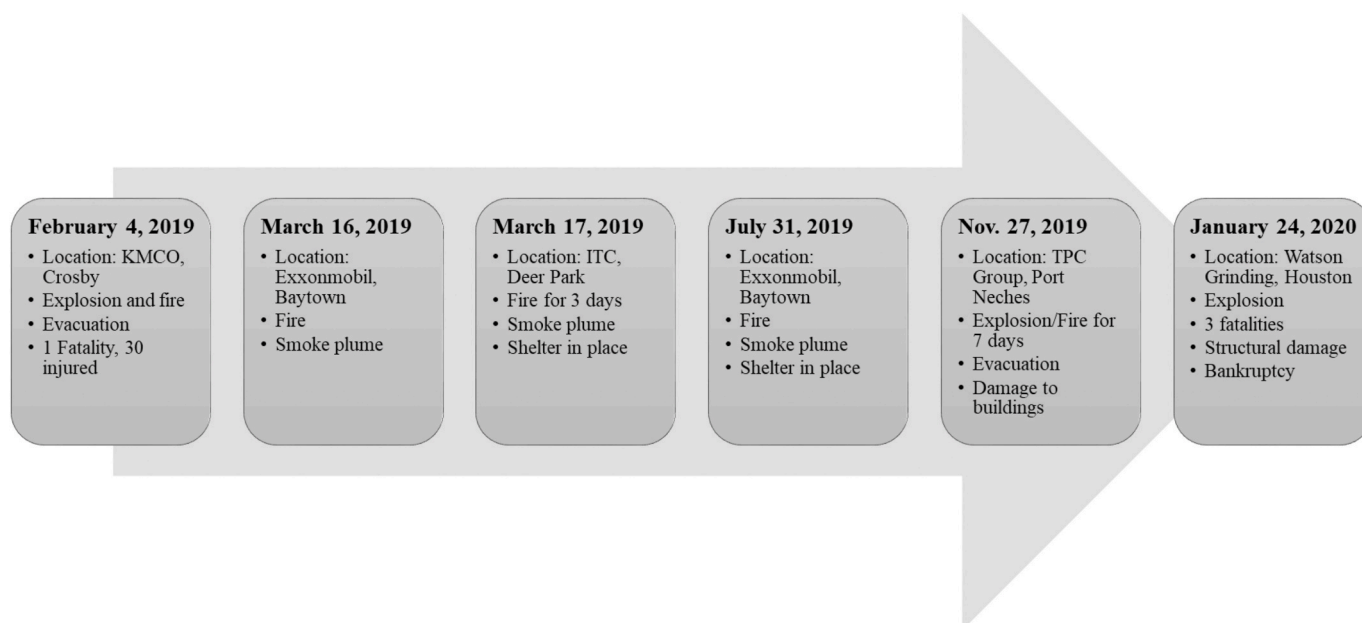 February 4, 2019
• Location: KMCO,
Crosby
• Explosion and fire
• Evacuation
• 1 Fatality, 30
injured
March 16, 2019
• Location:
Exxonmobil,
Baytown
• Fire
• Smoke plume
March 17, 2019
• Location: ITC,
Deer Park
• Fire for 3 days
• Smoke plume
• Shelter in place
July 31, 2019
• Location:
Exxonmobil,
Baytown
• Fire
• Smoke plume
• Shelter in place
Nov. 27, 2019
• Location: TPC
Group, Port
Neches
• Explosion/Fire for
7 days
• Evacuation
• Damage to
buildings
January 24, 2020
• Location: Watson
Grinding, Houston
• Explosion
• 3 fatalities
• Structural damage
• Bankruptcy